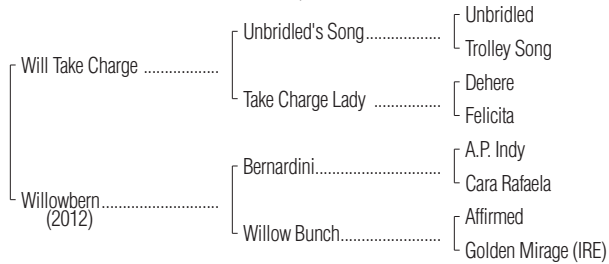 Unbridled
Unbridled's Song..................
Trolley Song
Will Take Charge ..................
Dehere
Take Charge Lady ................
Felicita
A.P. Indy
Bernardini..............................
Cara Rafaela
Willowbern............................
(2012)
Affirmed
Willow Bunch........................
Golden Mirage (IRE)